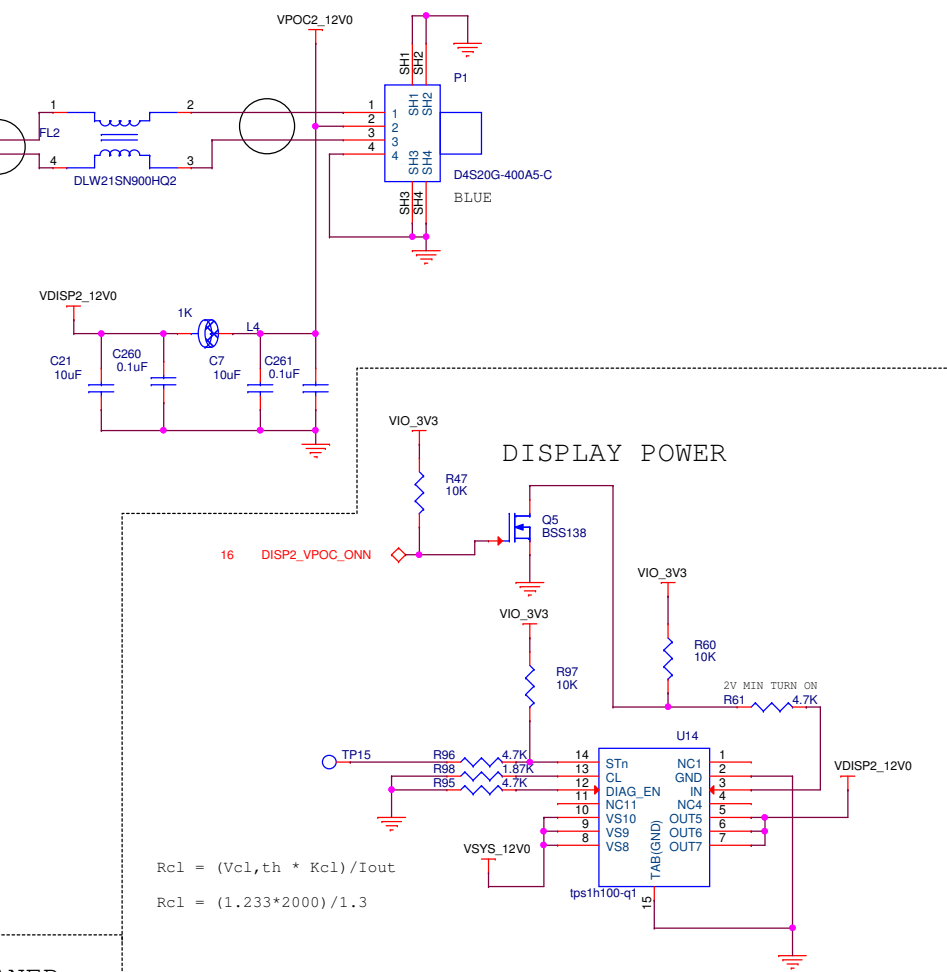 VPOC2_12V0
SH1
SH2
P1
1
2
1
2
3
4
1
2
3
4
SH1
SH2
SH3
SH4
FL2
4
3
DLW21SN900HQ2
D4S20G-400A5-C
BLUE
SH3
SH4
VDISP2_12V0
1K
L4
C21
10uF
C260
0.1uF
C7
10uF
C261
0.1uF
VIO_3V3
DISPLAY POWER
R47
10K
Q5
BSS138
16 DISP2_VPOC_ONN
VIO_3V3
VIO_3V3
R60
10K
R97
10K
2V MIN TURN ON
R61 4.7K
U14
TP15
R96 4.7K
R98 1.87K
R95 4.7K
14 STn
13 CL
12 DIAG_EN
11 NC11
10 VS10
9 VS9
8 VS8
NC1 1
GND 2
IN 3
NC4 4
OUT5 5
OUT6 6
OUT7 7
TAB(GND)
15
VDISP2_12V0
VSYS_12V0
tps1h100-q1
Rcl = (Vcl,th * Kcl)/Iout
Rcl = (1.233*2000)/1.3